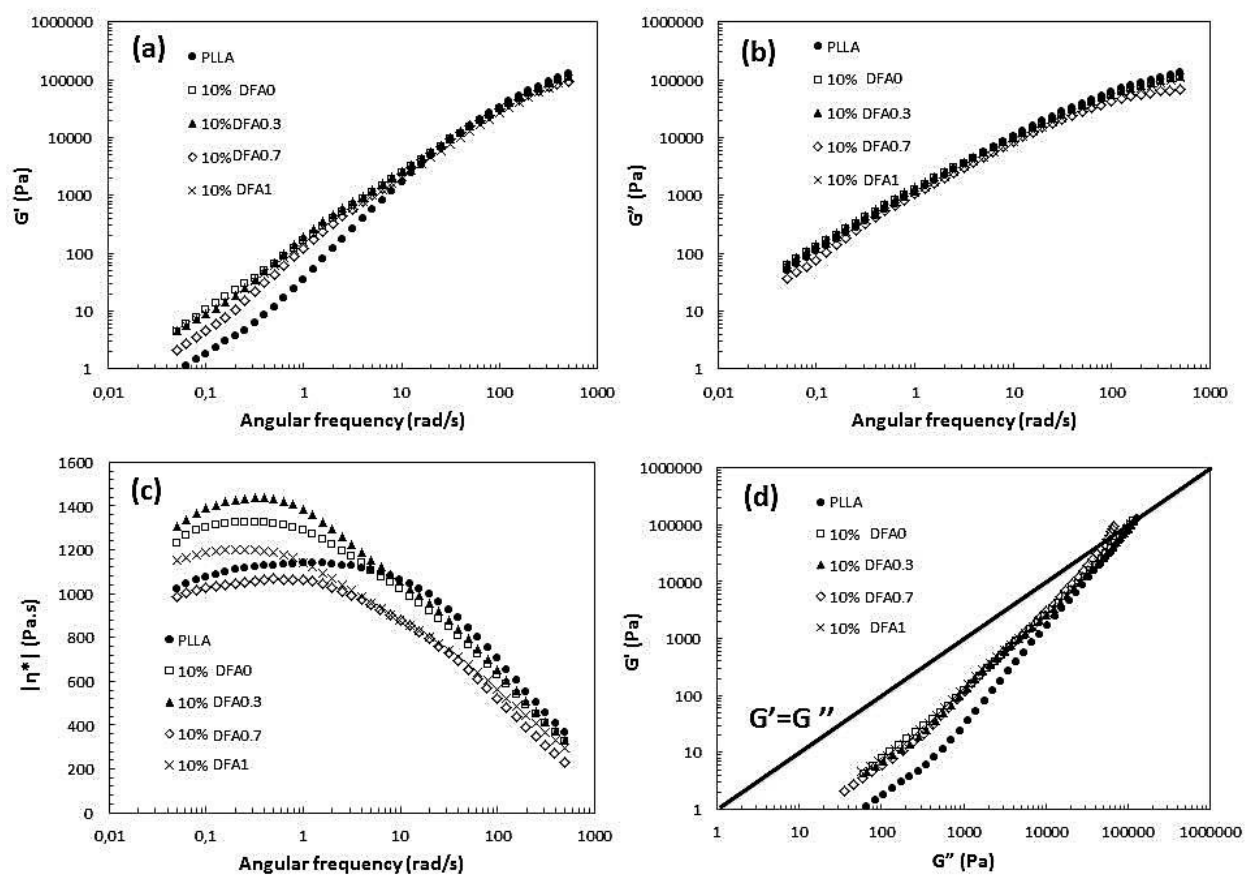 (a)
PLLA
10% DFA0
10%DFA0.3
10%DFA0.7
10% DFA1
1000000
100000
10000
1000
100
10
1
G' (Pa)
0,01
0,1
1
10
100
1000
Angular frequency (rad/s)
(b)
PLLA
10% DFA0
10% DFA0.3
10% DFA0.7
10% DFA1
1000000
100000
10000
1000
100
10
1
G" (Pa)
0,01
0,1
1
10
100
1000
Angular frequency (rad/s)
(c)
PLLA
10% DFA0
10% DFA0.3
10% DFA0.7
10% DFA1
1600
1400
1200
1000
800
600
400
200
0
|η*| (Pa.s)
0,01
0,1
1
10
100
1000
Angular frequency (rad/s)
(d)
PLLA
10% DFA0
10% DFA0.3
10% DFA0.7
10% DFA1
G'=G"
1000000
100000
10000
1000
100
10
1
G' (Pa)
1
10
100
1000
10000
100000
1000000
G" (Pa)